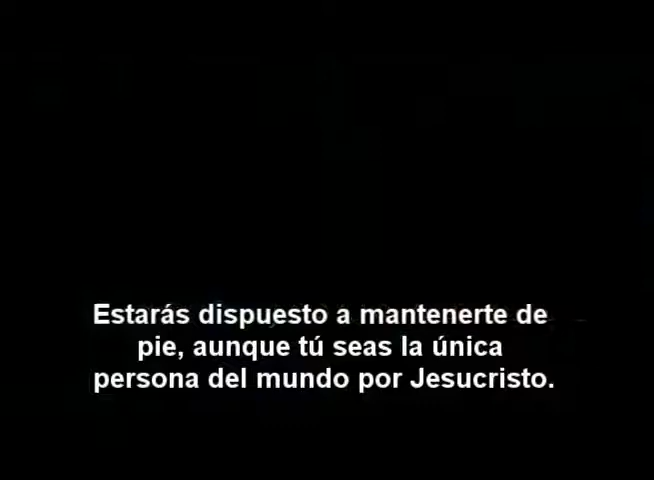 Estarás dispuesto a mantenerte de
pie, aunque tú seas la única
persona del mundo por Jesucristo.